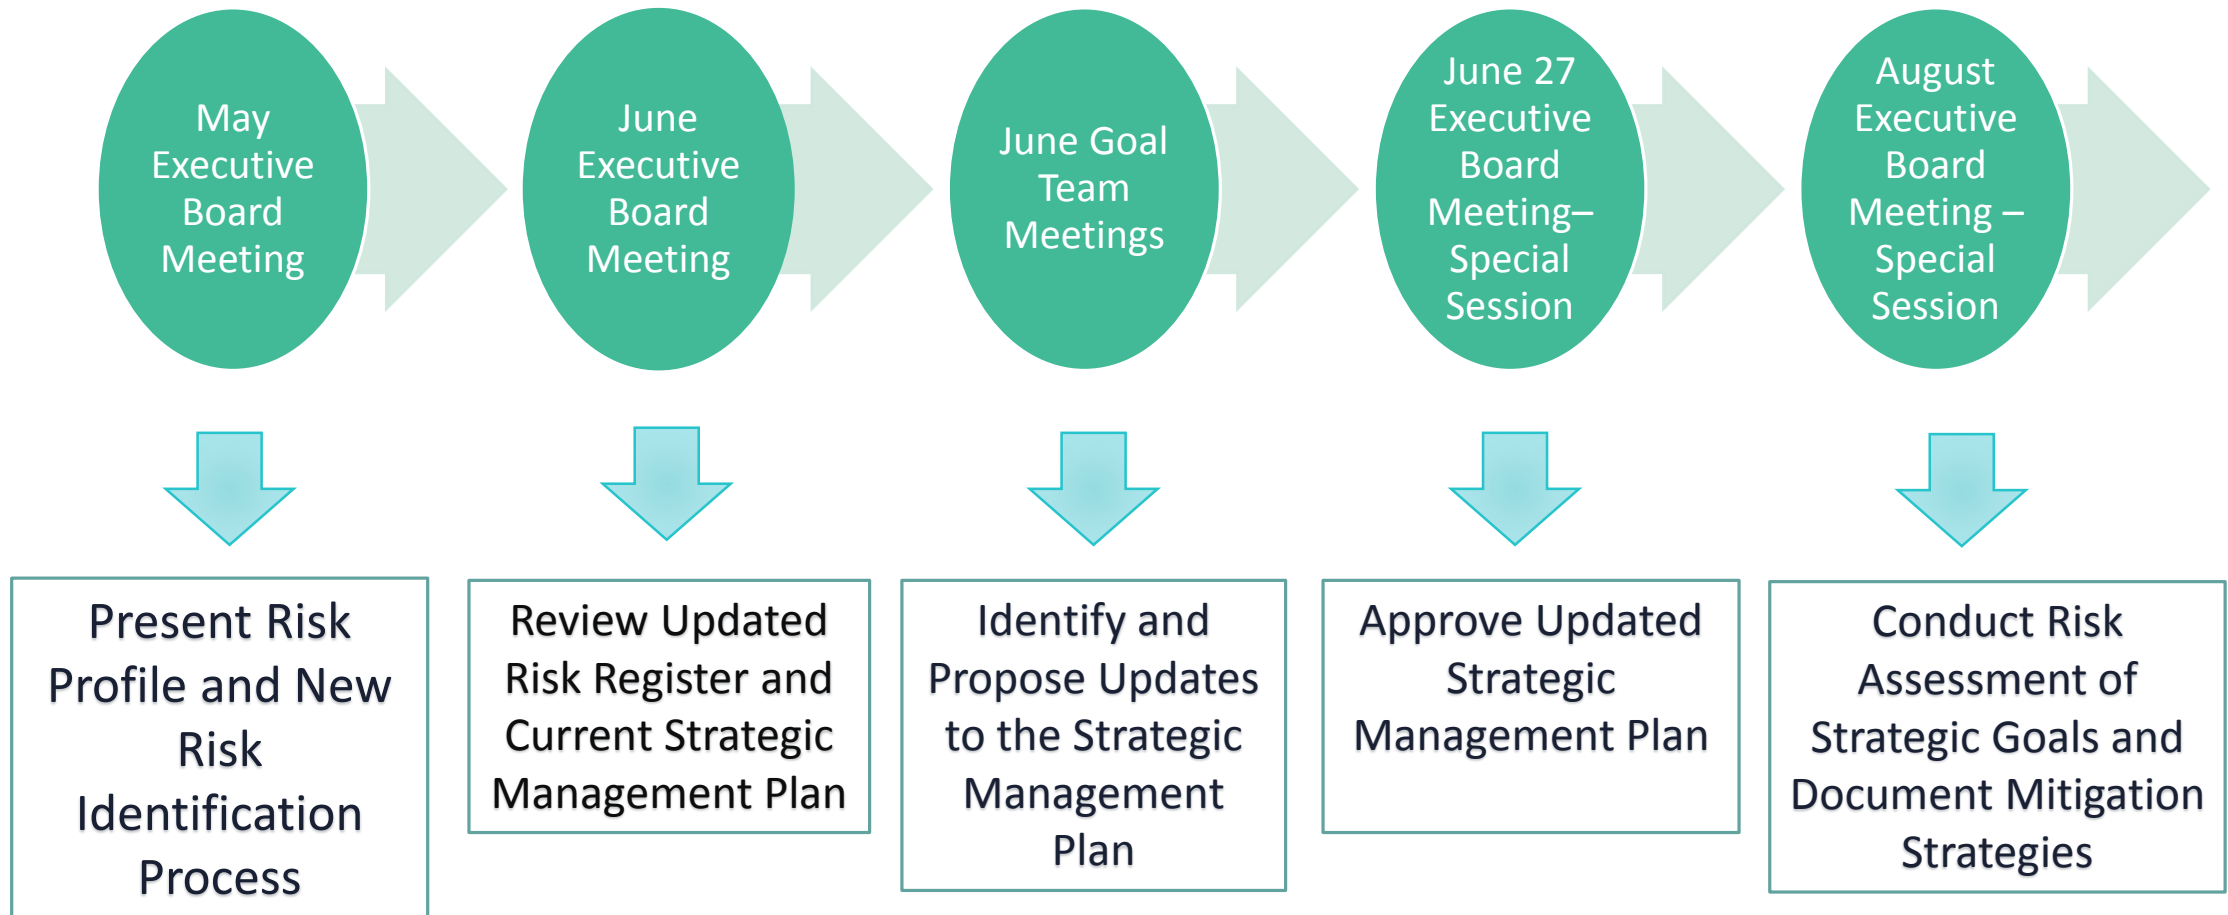 May
Executive
Board
Meeting
June
Executive
Board
Meeting
June Goal
Team
Meetings
June 27
Executive
Board
Meeting–
Special
Session
August
Executive
Board
Meeting –
Special
Session
Present Risk
Profile and New
Risk
Identification
Process
Review Updated
Risk Register and
Current Strategic
Management Plan
Identify and
Propose Updates
to the Strategic
Management
Plan
Approve Updated
Strategic
Management Plan
Conduct Risk
Assessment of
Strategic Goals and
Document Mitigation
Strategies